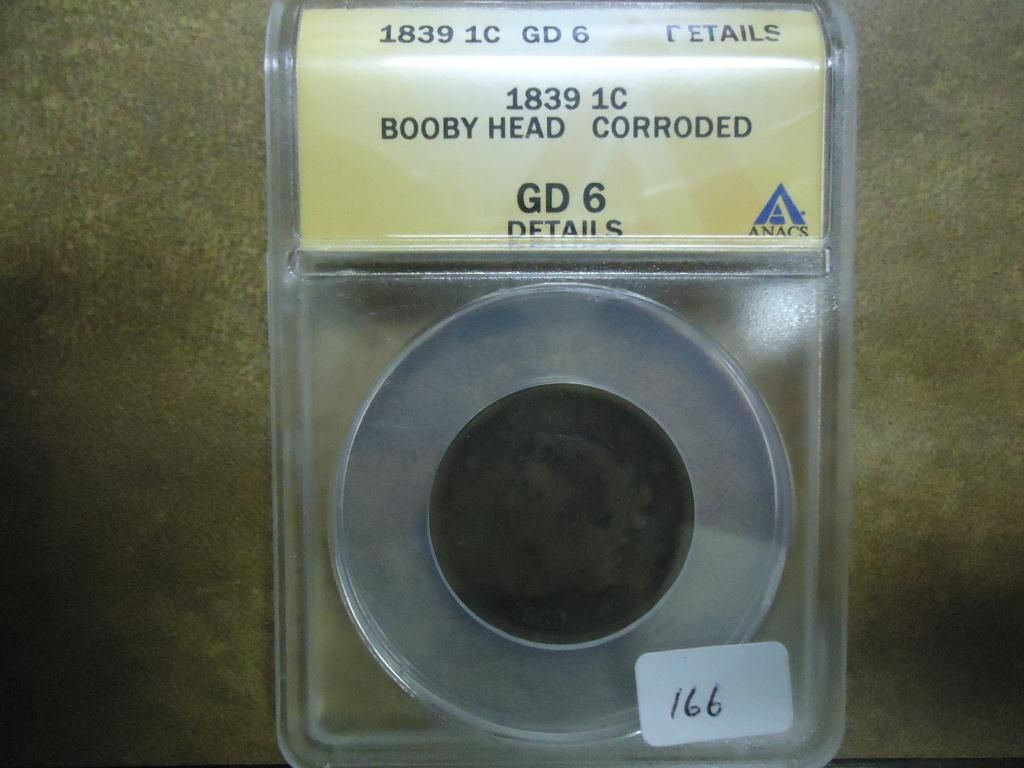 1839 1C GD 6 DETAILS
1839 1C
BOOBY HEAD CORRODED
GD 6
DETAILS
ANACS
166